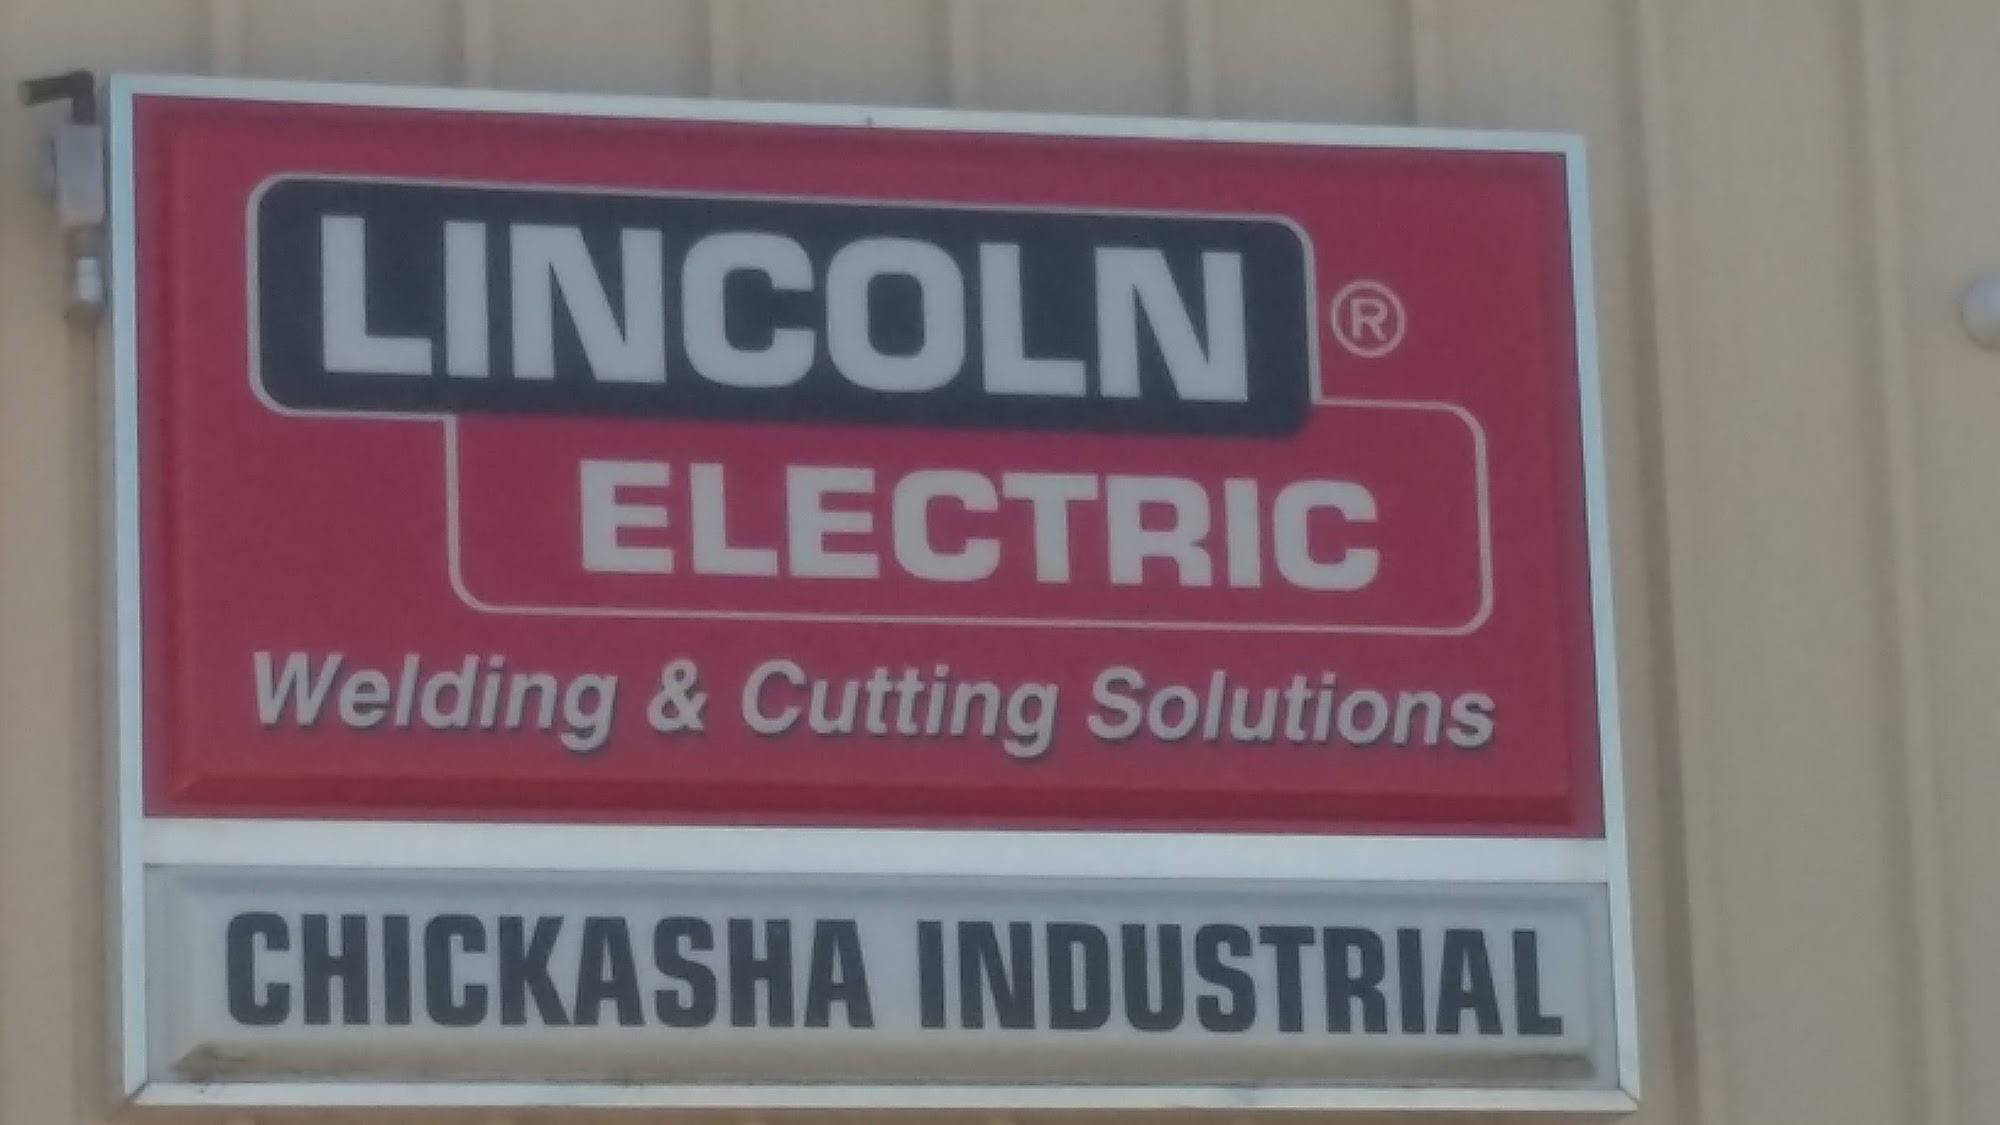 LINCOLN ®
ELECTRIC
Welding & Cutting Solutions
CHICKASHA INDUSTRIAL